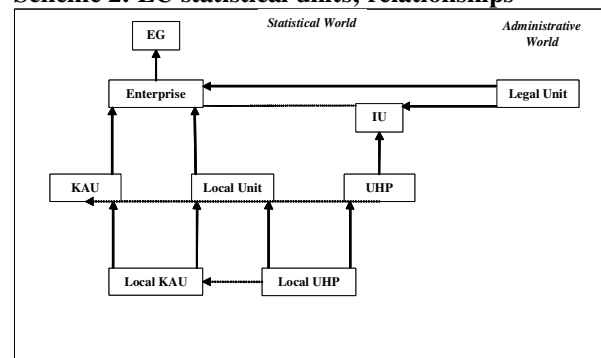 Scheme 2: EU statistical units, relationships
Statistical World
Administrative
World
EG
Enterprise
Legal Unit
IU
KAU
Local Unit
UHP
Local KAU
Local UHP